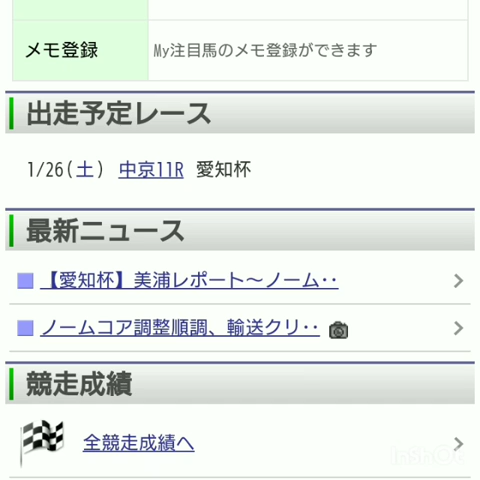 メモ登録
My注目馬のメモ登録ができます
出走予定レース
1/26(土) 中京11R 愛知杯
最新ニュース
【愛知杯】美浦レポート～ノーム‥
ノームコア調整順調、輸送クリ‥
競走成績
全競走成績へ